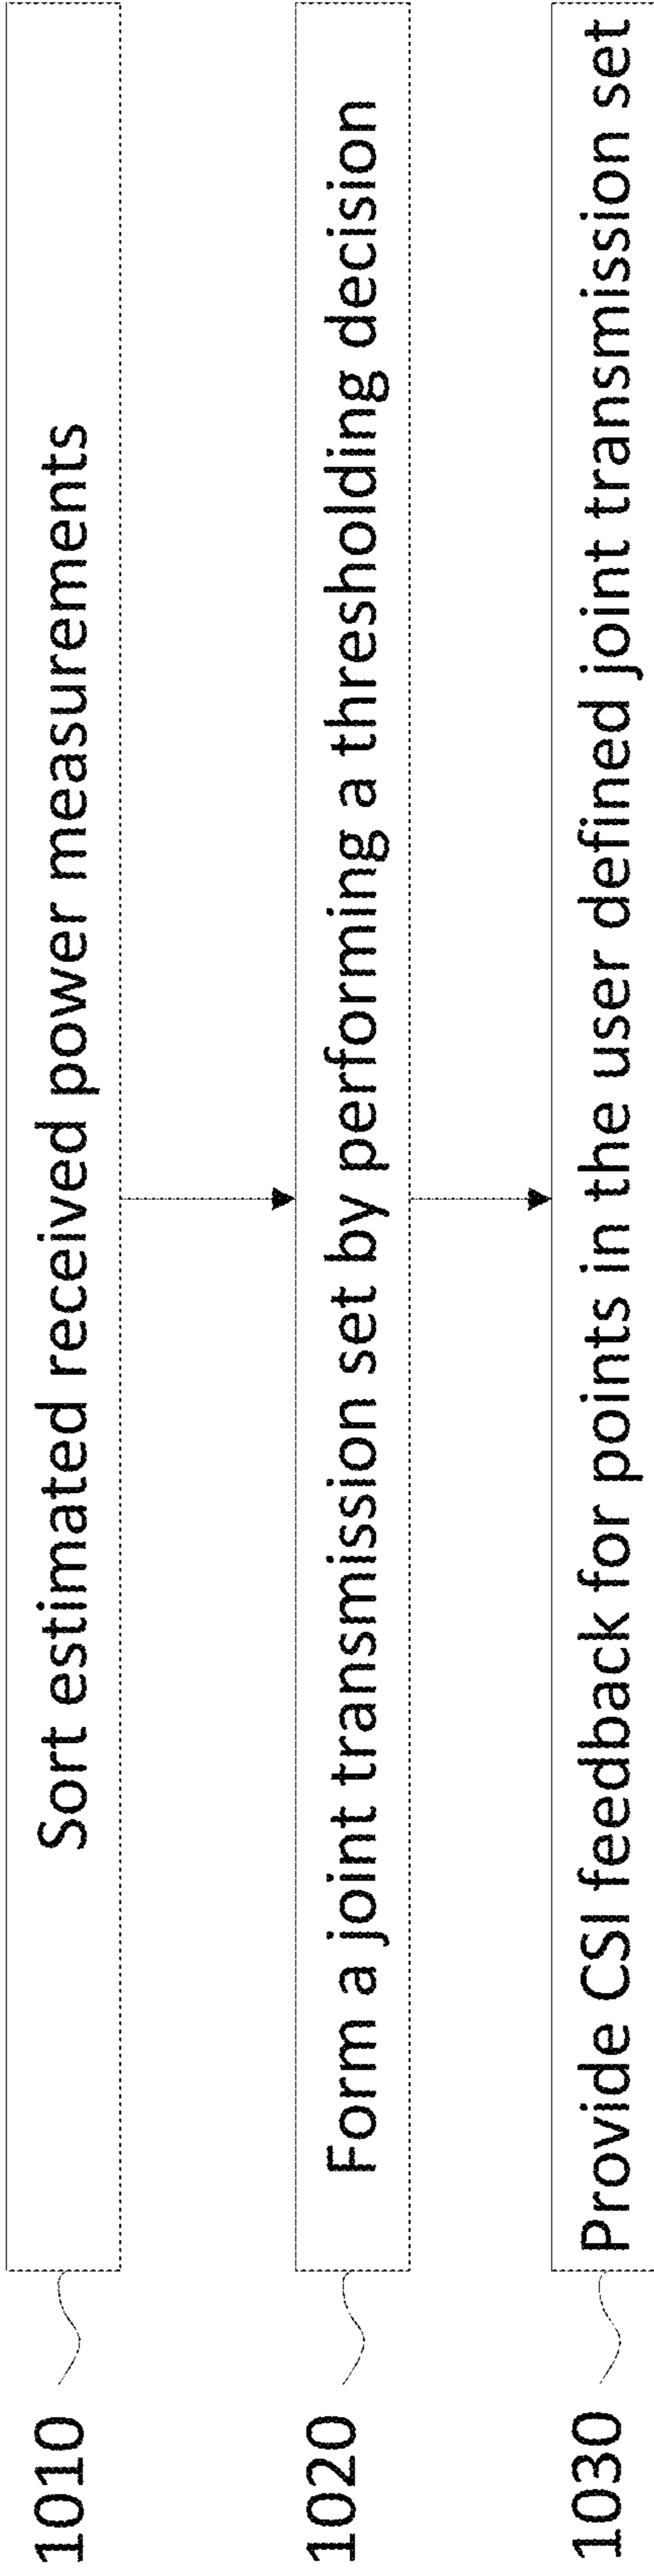 1010
Sort estimated received power measurements
1020
Form a joint transmission set by performing a thresholding decision
1030
Provide CSI feedback for points in the user defined joint transmission set